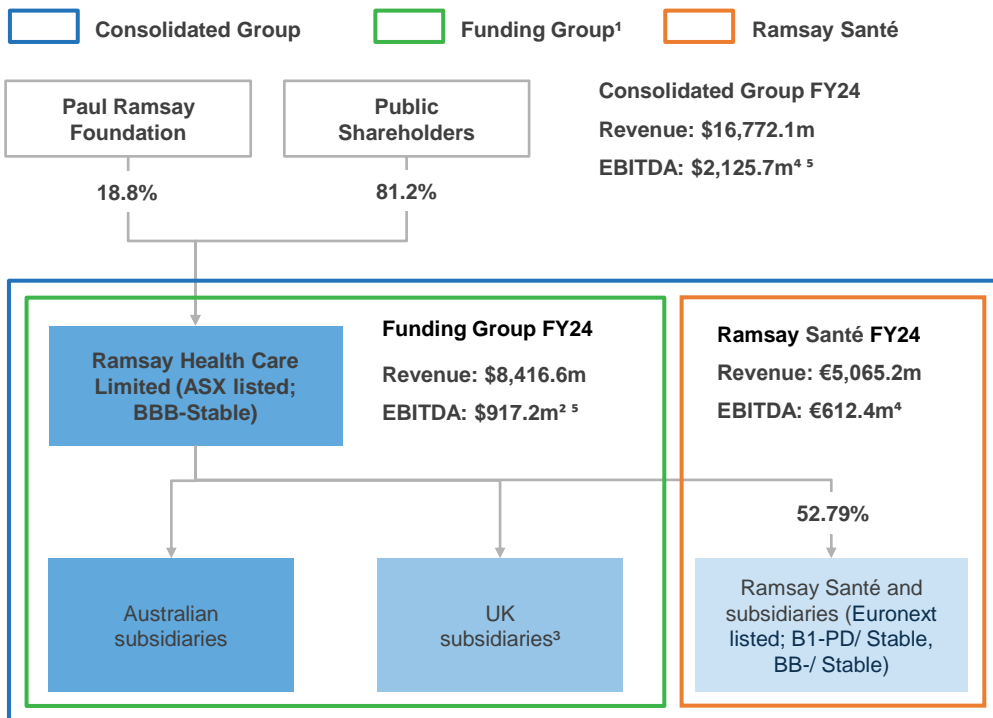 Consolidated Group
Funding Group¹
Ramsay Santé
Paul Ramsay
Foundation
Public
Shareholders
Consolidated Group FY24
Revenue: $16,772.1m
EBITDA: $2,125.7m⁴ ⁵
18.8%
81.2%
Ramsay Health Care
Limited (ASX listed;
BBB-Stable)
Funding Group FY24
Revenue: $8,416.6m
EBITDA: $917.2m² ⁵
Ramsay Santé FY24
Revenue: €5,065.2m
EBITDA: €612.4m⁴
52.79%
Australian
subsidiaries
UK
subsidiaries³
Ramsay Santé and
subsidiaries (Euronext
listed; B1-PD/ Stable,
BB-/ Stable)